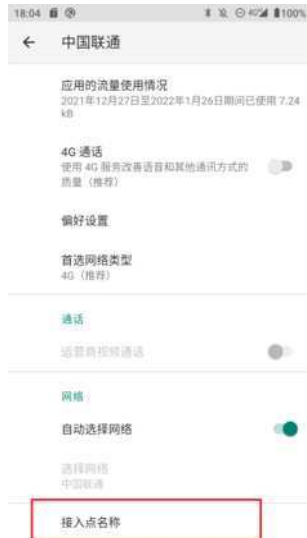 18:04 100%
中国联通
应用的流量使用情况
2021年12月27日至2022年1月26日期间已使用 7.24
kB
4G 通话
使用 4G 服务改善语音和其他通讯方式的
质量（推荐）
偏好设置
首选网络类型
4G（推荐）
通话
运营商视频通话
网络
自动选择网络
选择网络
中国联通
接入点名称